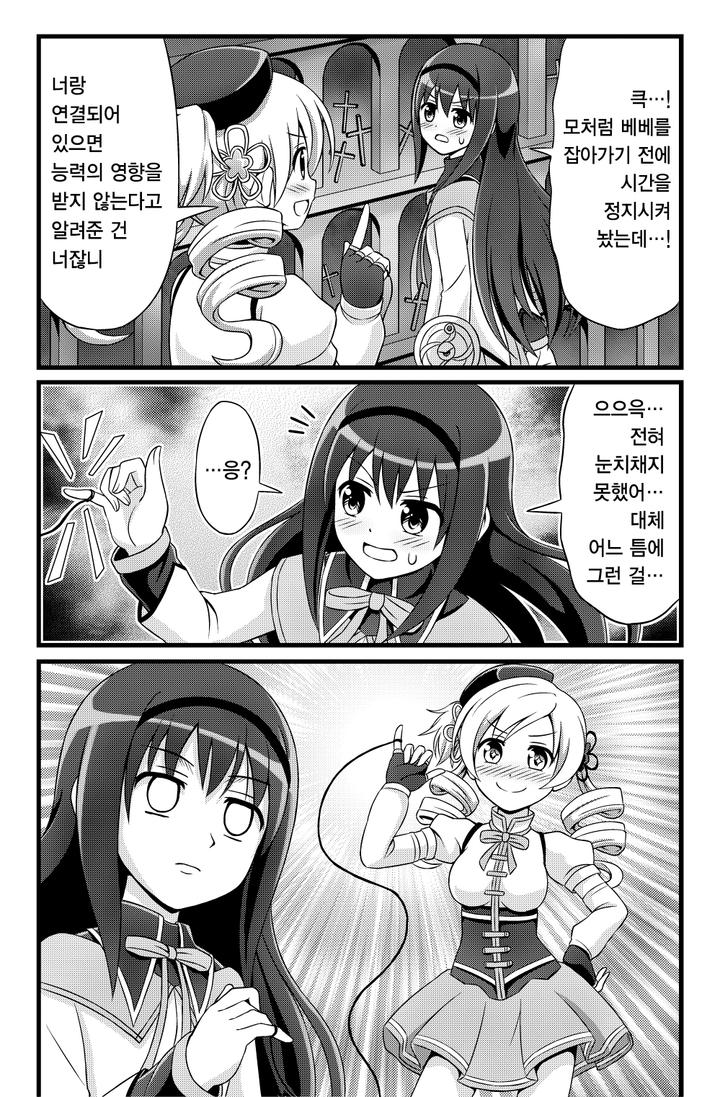 큭…!
모처럼 베베를
잡아가기 전에
시간을
정지시켜
놨는데…!
너랑
연결되어
있으면
능력의 영향을
받지 않는다고
알려준 건
너잖니
으으윽…
전혀
눈치채지
못했어…
대체
어느 틈에
그런 걸…
…응?